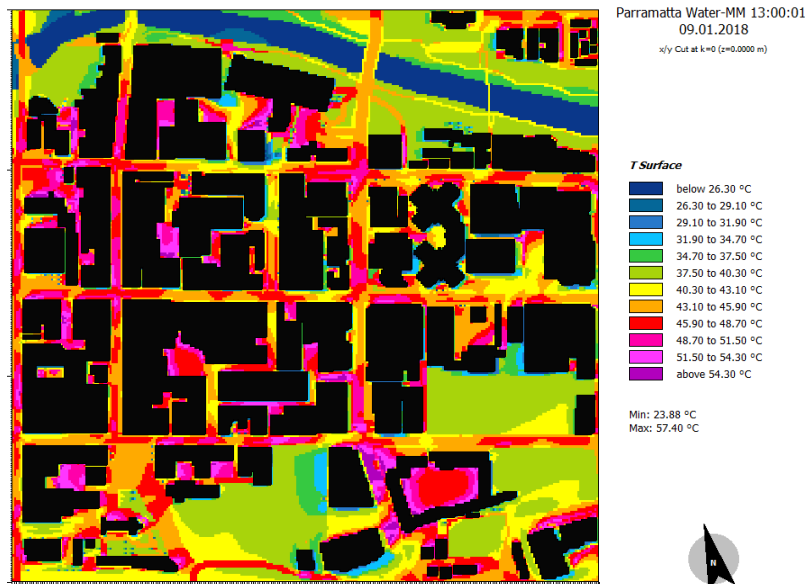 Parramatta Water-MM 13:00:01
09.01.2018
x/y Cut at k=0 (z=0.0000 m)
T Surface
below 26.30 °C
26.30 to 29.10 °C
29.10 to 31.90 °C
31.90 to 34.70 °C
34.70 to 37.50 °C
37.50 to 40.30 °C
40.30 to 43.10 °C
43.10 to 45.90 °C
45.90 to 48.70 °C
48.70 to 51.50 °C
51.50 to 54.30 °C
above 54.30 °C
Min: 23.88 °C
Max: 57.40 °C
N